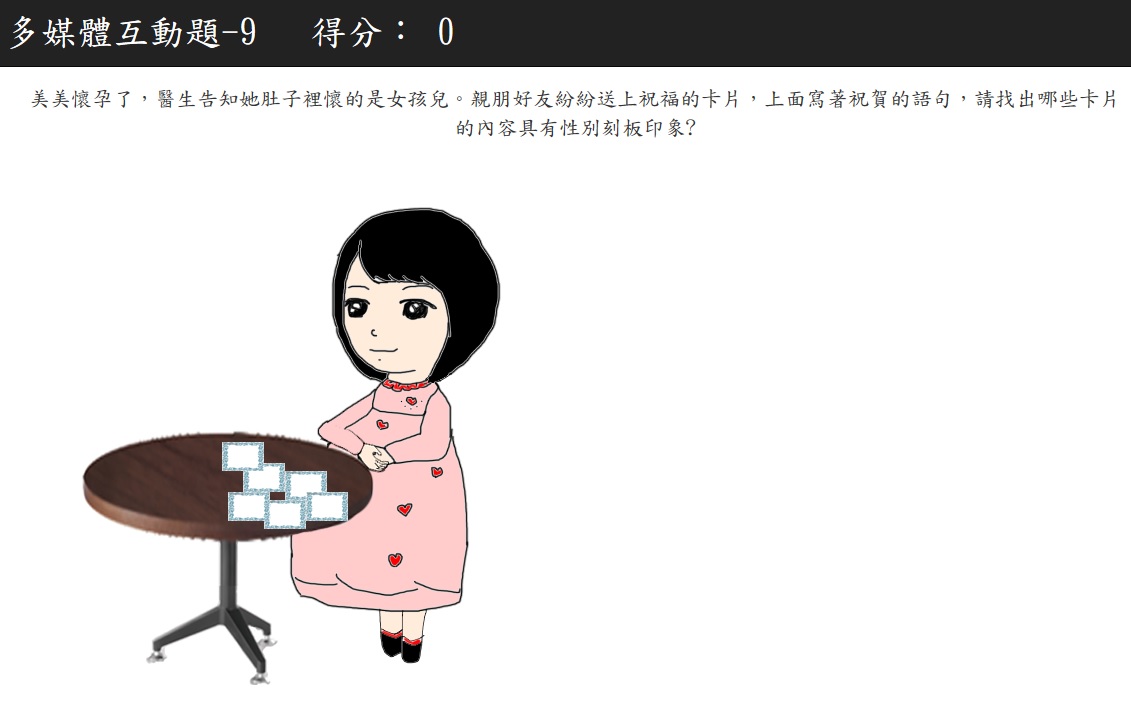 多媒體互動題-9 得分： 0
美美懷孕了，醫生告知她肚子裡懷的是女孩兒。親朋好友紛紛送上祝福的卡片，上面寫著祝賀的語句，請找出哪些卡片
的內容具有性別刻板印象?